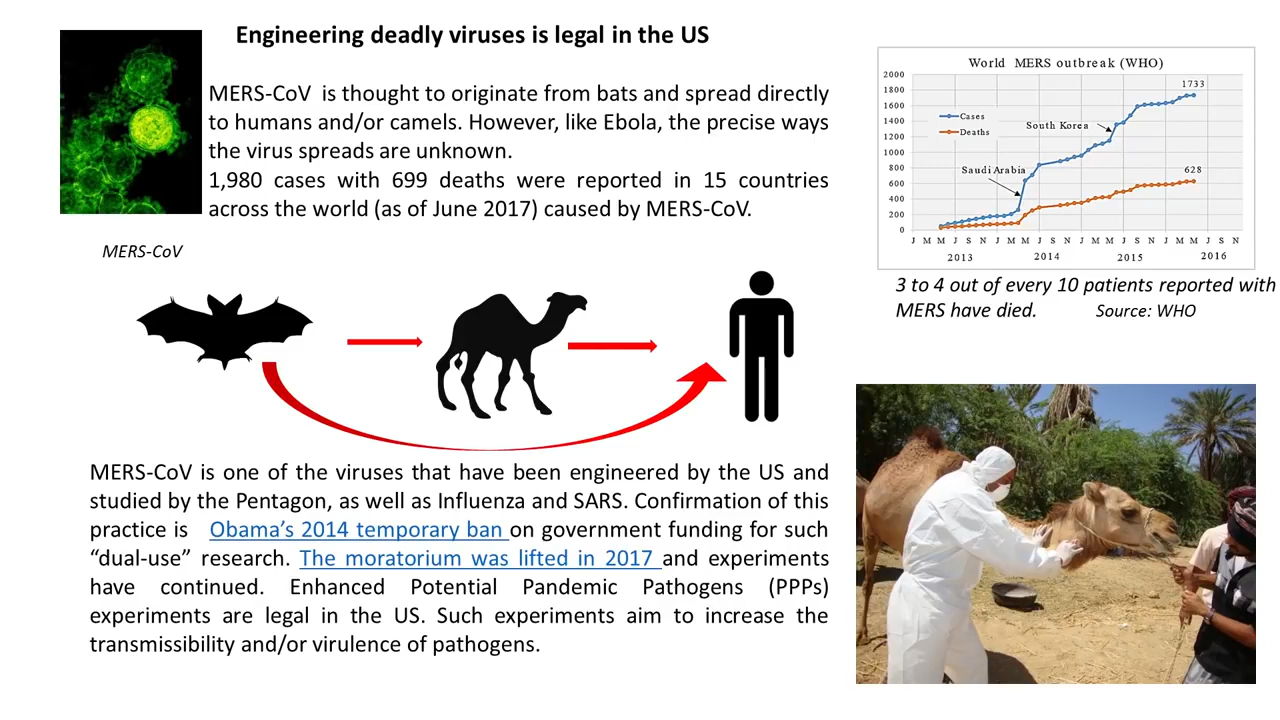 Engineering deadly viruses is legal in the US
MERS-CoV is thought to originate from bats and spread directly
to humans and/or camels. However, like Ebola, the precise ways
the virus spreads are unknown.
1,980 cases with 699 deaths were reported in 15 countries
across the world (as of June 2017) caused by MERS-CoV.
MERS-CoV
World MERS outbreak (WHO)
2000
1800
1600
1400
1200
1000
800
600
400
200
0
Cases
Deaths
South Korea
Saudi Arabia
1733
628
J M M J S N J M M J S N J M M J S N J M M J S N
2013 2014 2015 2016
3 to 4 out of every 10 patients reported with
MERS have died. Source: WHO
MERS-CoV is one of the viruses that have been engineered by the US and
studied by the Pentagon, as well as Influenza and SARS. Confirmation of this
practice is Obama’s 2014 temporary ban on government funding for such
“dual-use” research. The moratorium was lifted in 2017 and experiments
have continued. Enhanced Potential Pandemic Pathogens (PPPs)
experiments are legal in the US. Such experiments aim to increase the
transmissibility and/or virulence of pathogens.